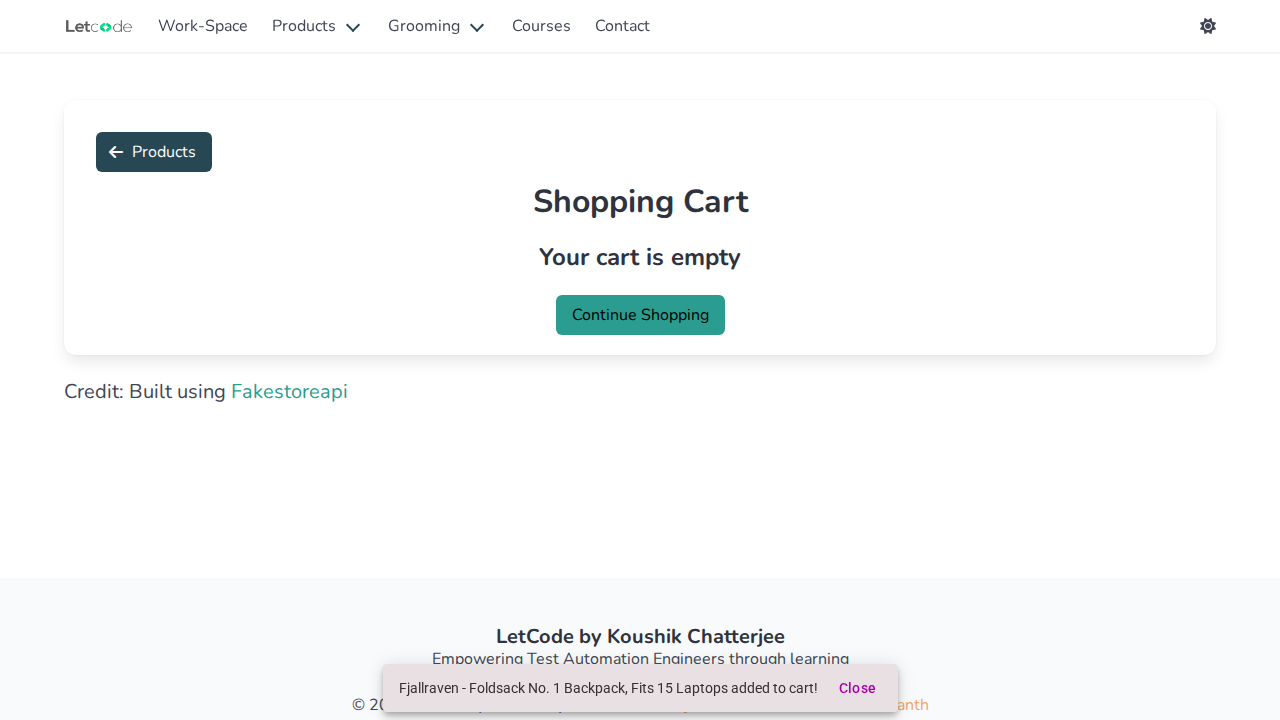 Letcode Work-Space Products Grooming Courses Contact
Products
Shopping Cart
Your cart is empty
Continue Shopping
Credit: Built using Fakestoreapi
LetCode by Koushik Chatterjee
Empowering Test Automation Engineers through learning
Fjallraven - Foldsack No. 1 Backpack, Fits 15 Laptops added to cart! Close
© 20